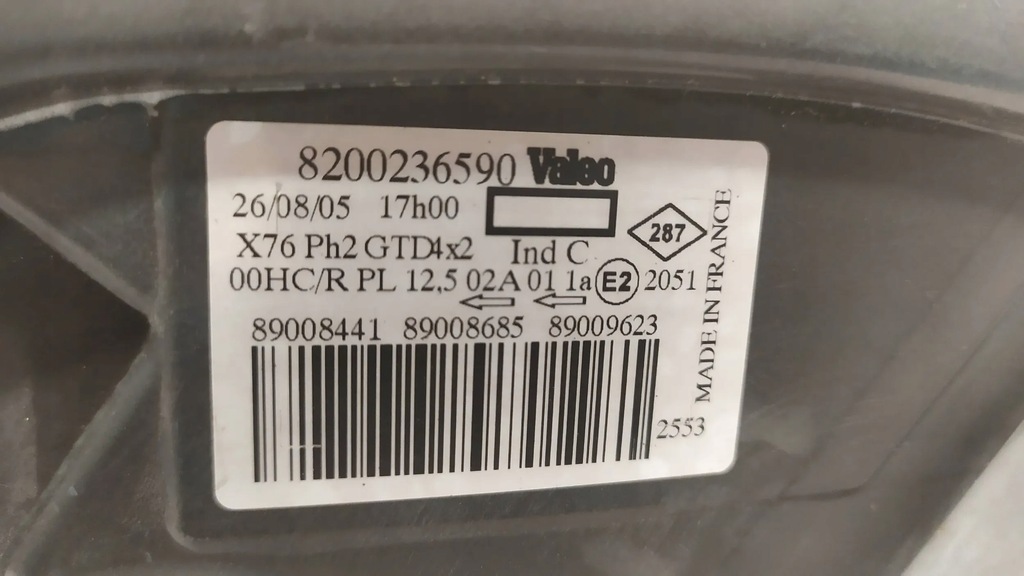 8200236590 Valeo
26/08/05 17h00
X76 Ph2 GTD4x2 Ind C
287
00HC/R PL 12,5 02A 01 1a E2 2051
89008441 89008685 89009623
2553
MADE IN FRANCE